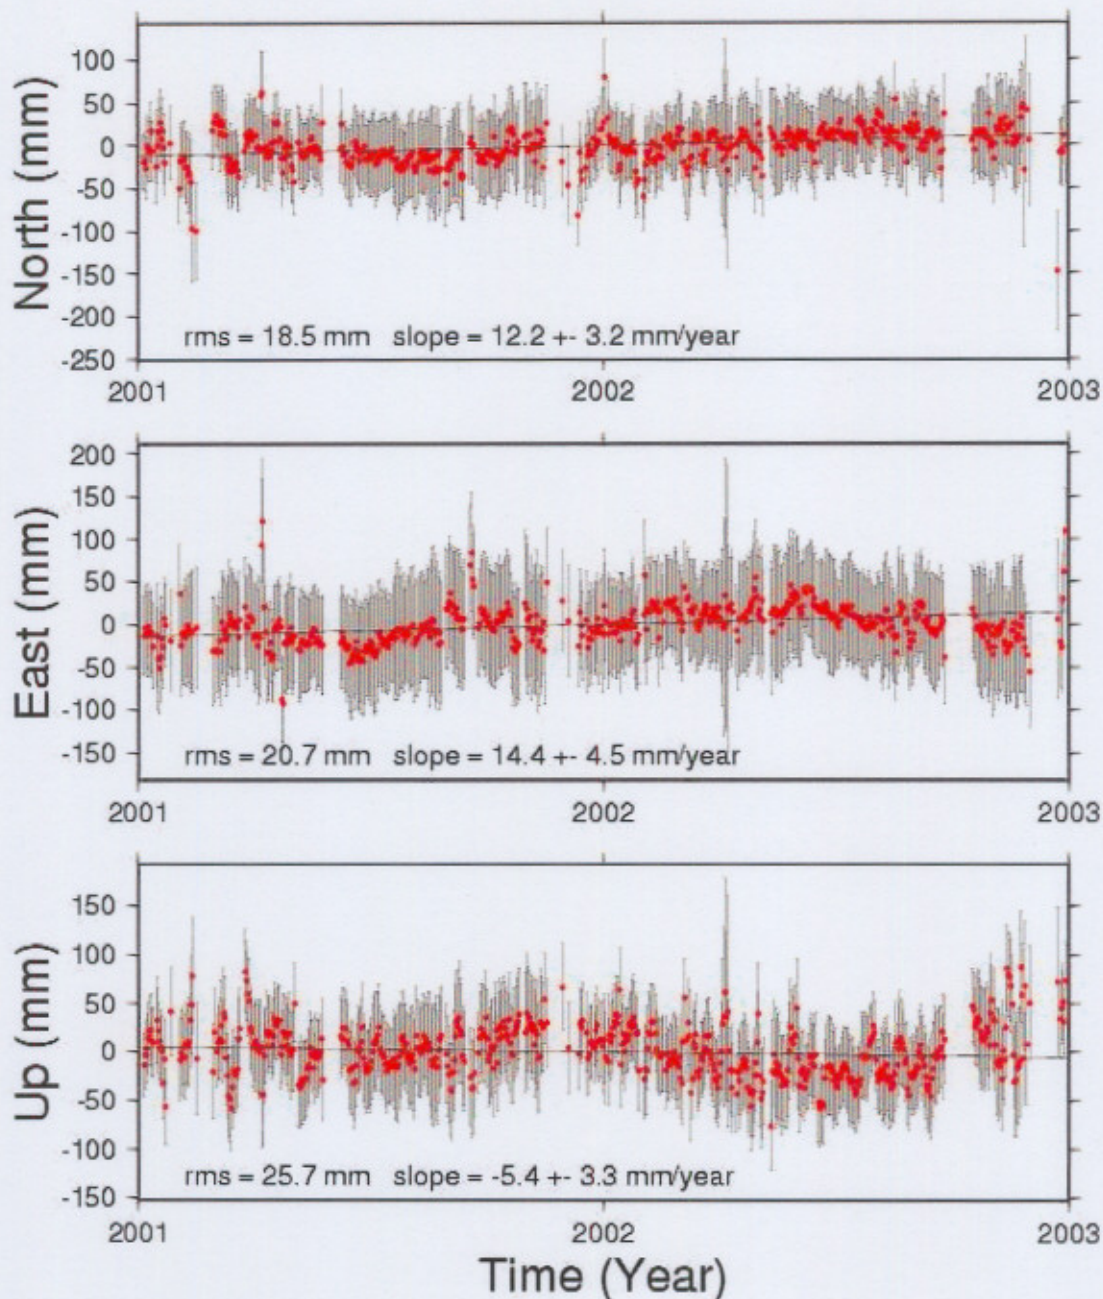 North (mm)
100
50
0
-50
-100
-150
-200
-250
rms = 18.5 mm slope = 12.2 +- 3.2 mm/year
2001 2002 2003
East (mm)
200
150
100
50
0
-50
-100
-150
rms = 20.7 mm slope = 14.4 +- 4.5 mm/year
2001 2002 2003
Up (mm)
150
100
50
0
-50
-100
-150
rms = 25.7 mm slope = -5.4 +- 3.3 mm/year
2001 2002 2003
Time (Year)